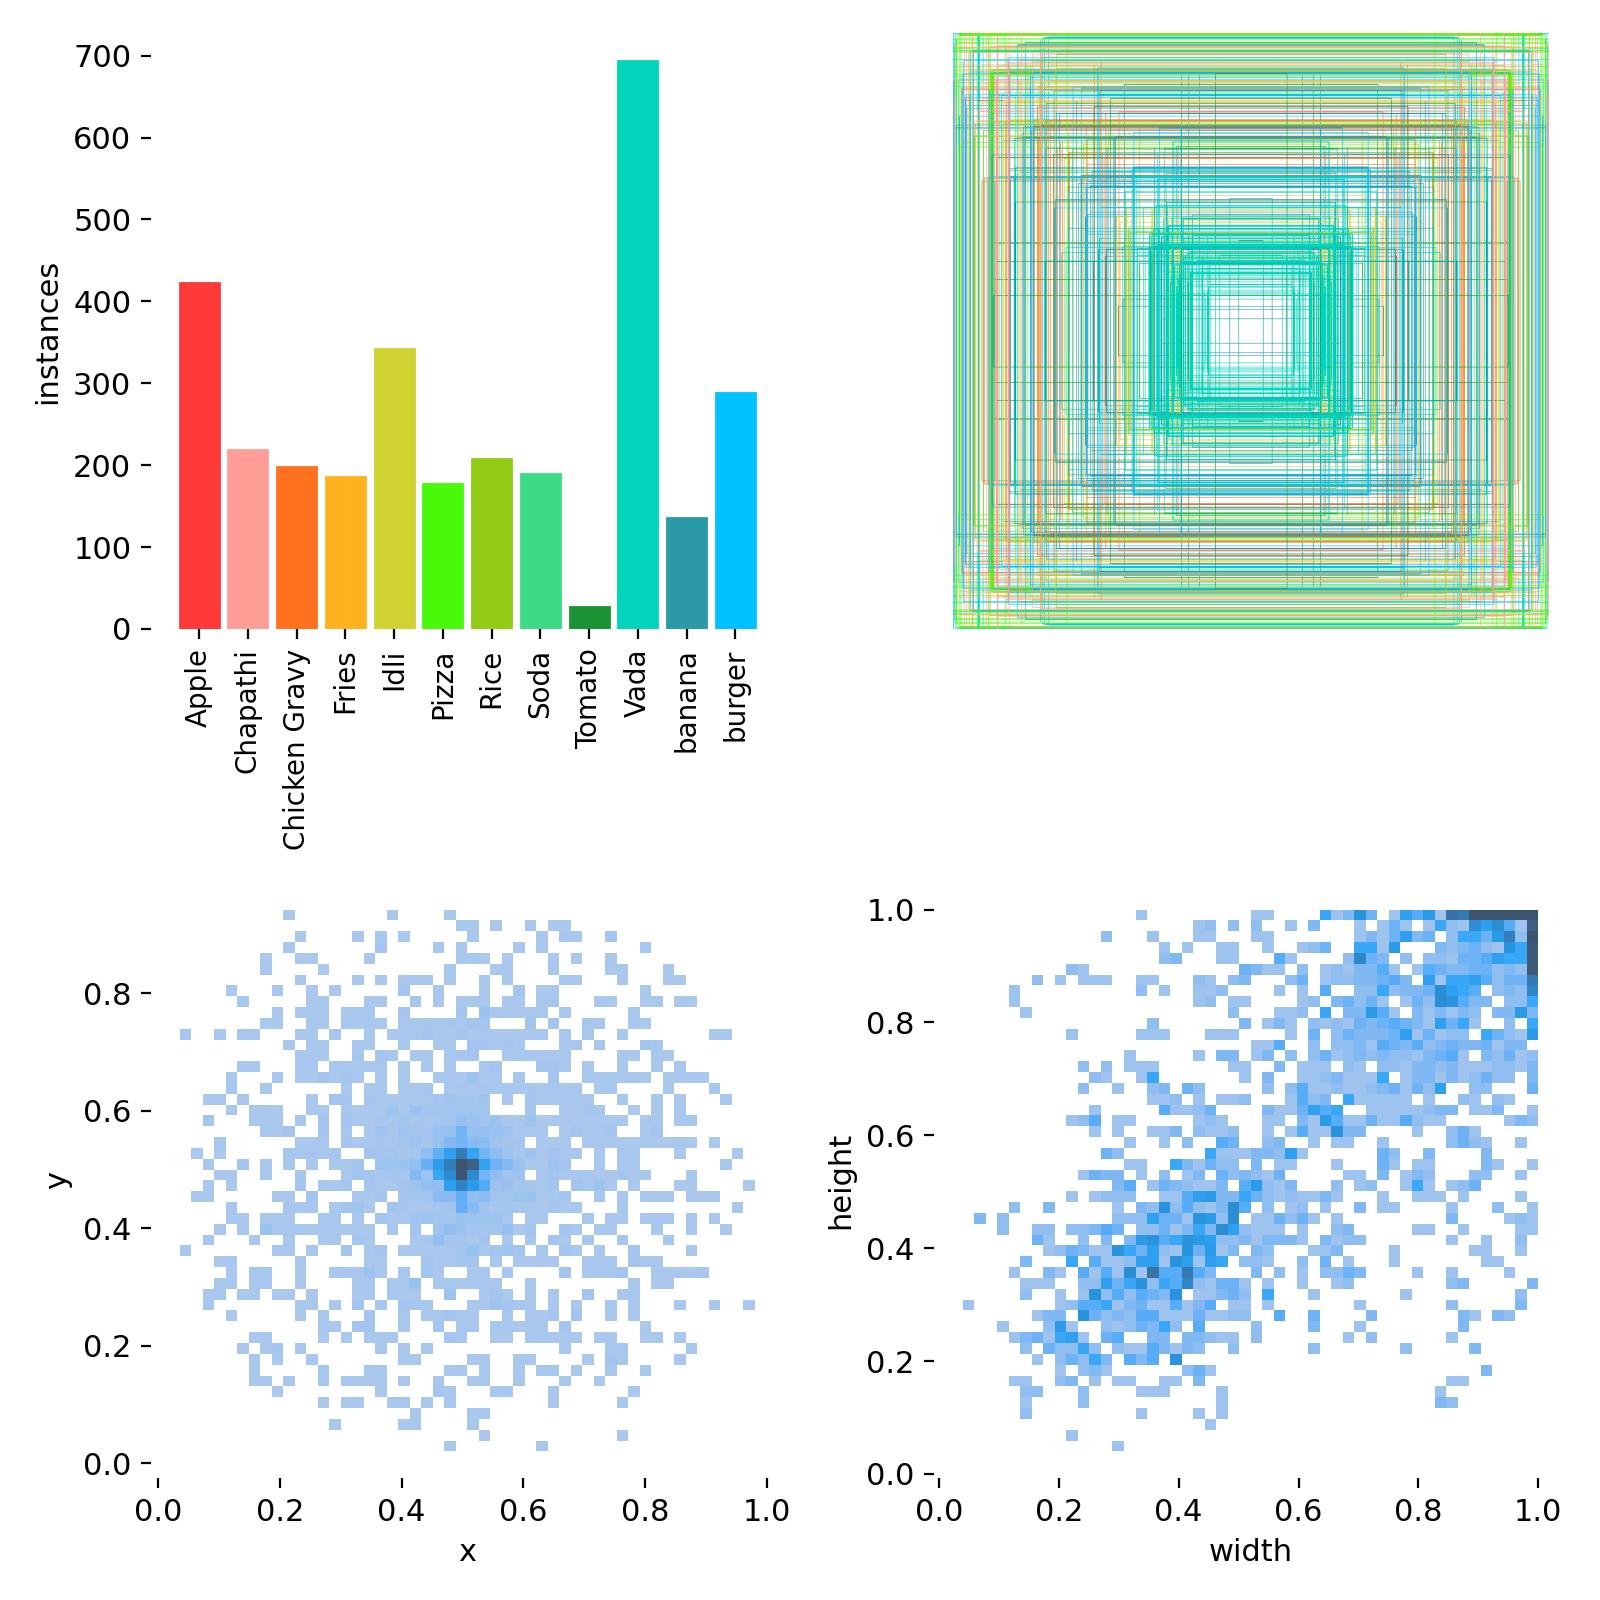 700
600
500
400
300
200
100
0
instances
Apple
Chapathi
Chicken Gravy
Fries
Idli
Pizza
Rice
Soda
Tomato
Vada
banana
burger
0.8
0.6
0.4
0.2
0.0
y
0.0 0.2 0.4 0.6 0.8 1.0
x
1.0
0.8
0.6
0.4
0.2
0.0
height
0.0 0.2 0.4 0.6 0.8 1.0
width